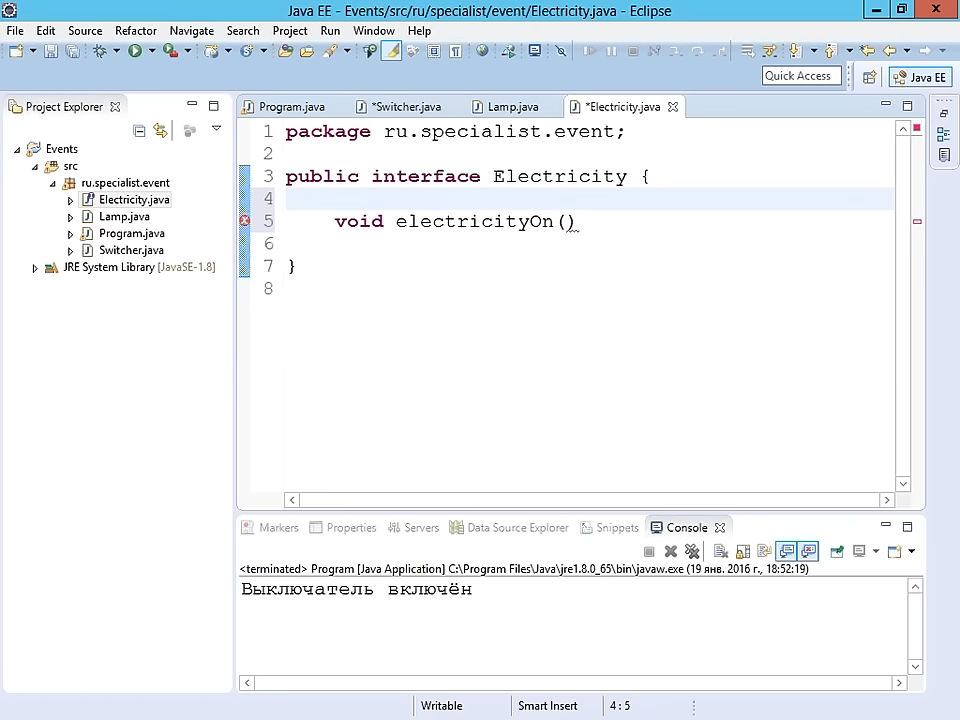 Java EE - Events/src/ru/specialist/event/Electricity.java - Eclipse
File Edit Source Refactor Navigate Search Project Run Window Help
Quick Access
Java EE
Project Explorer
Program.java
*Switcher.java
Lamp.java
*Electricity.java
Events
src
ru.specialist.event
Electricity.java
Lamp.java
Program.java
Switcher.java
JRE System Library [JavaSE-1.8]
1 package ru.specialist.event;
2
3 public interface Electricity {
4
5 void electricityOn()
6
7 }
8
Markers Properties Servers Data Source Explorer Snippets Console
<terminated> Program [Java Application] C:\Program Files\Java\jre1.8.0_65\bin\javaw.exe (19 янв. 2016 г., 18:52:19)
Выключатель включён
Writable Smart Insert 4 : 5